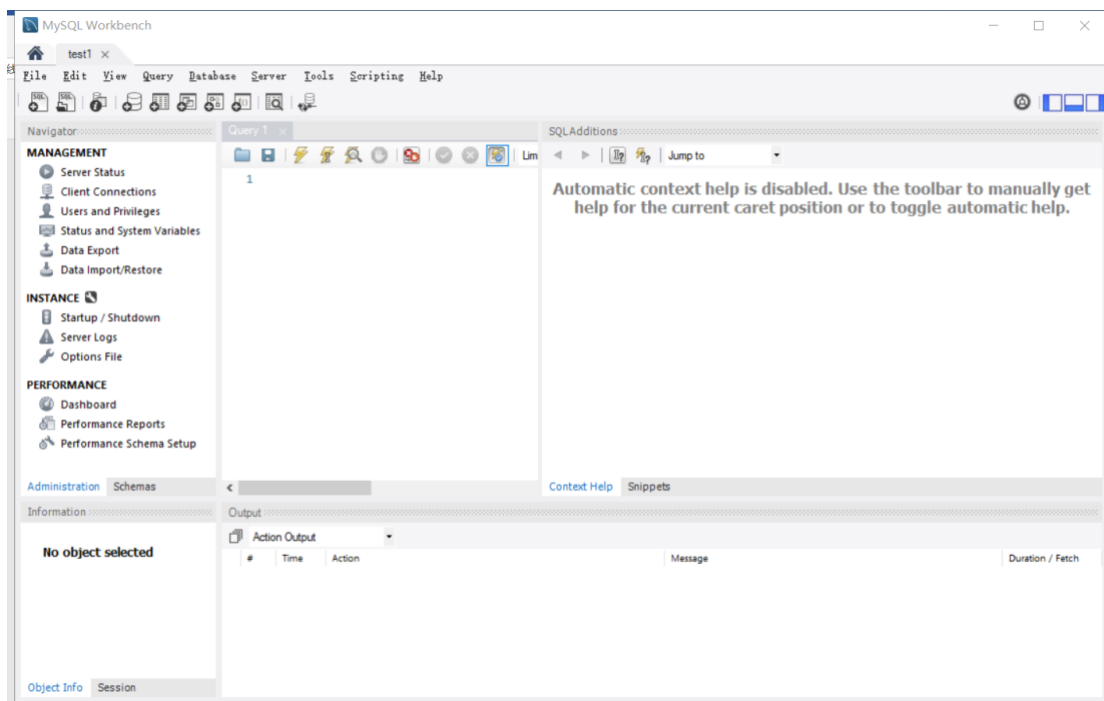 MySQL Workbench
test1
File Edit View Query Database Server Tools Scripting Help
Navigator
MANAGEMENT
Server Status
Client Connections
Users and Privileges
Status and System Variables
Data Export
Data Import/Restore
INSTANCE
Startup / Shutdown
Server Logs
Options File
PERFORMANCE
Dashboard
Performance Reports
Performance Schema Setup
Administration Schemas
Query 1
Lim
1
SQLAdditions
Jump to
Automatic context help is disabled. Use the toolbar to manually get
help for the current caret position or to toggle automatic help.
Context Help Snippets
Information
No object selected
Object Info Session
Output
Action Output
# Time Action Message Duration / Fetch